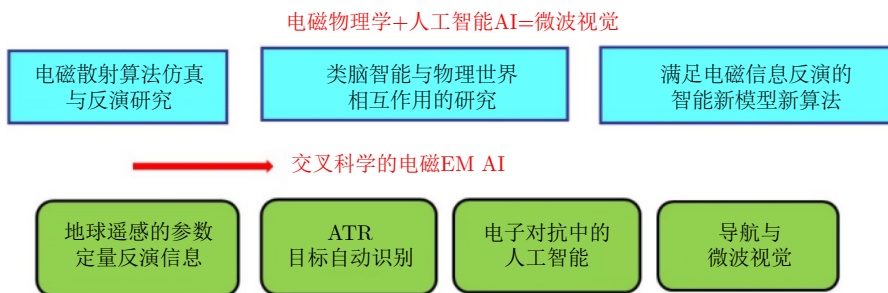 电磁物理学+人工智能AI=微波视觉
电磁散射算法仿真
与反演研究
类脑智能与物理世界
相互作用的研究
满足电磁信息反演的
智能新模型新算法
交叉科学的电磁EM AI
地球遥感的参数
定量反演信息
ATR
目标自动识别
电子对抗中的
人工智能
导航与
微波视觉